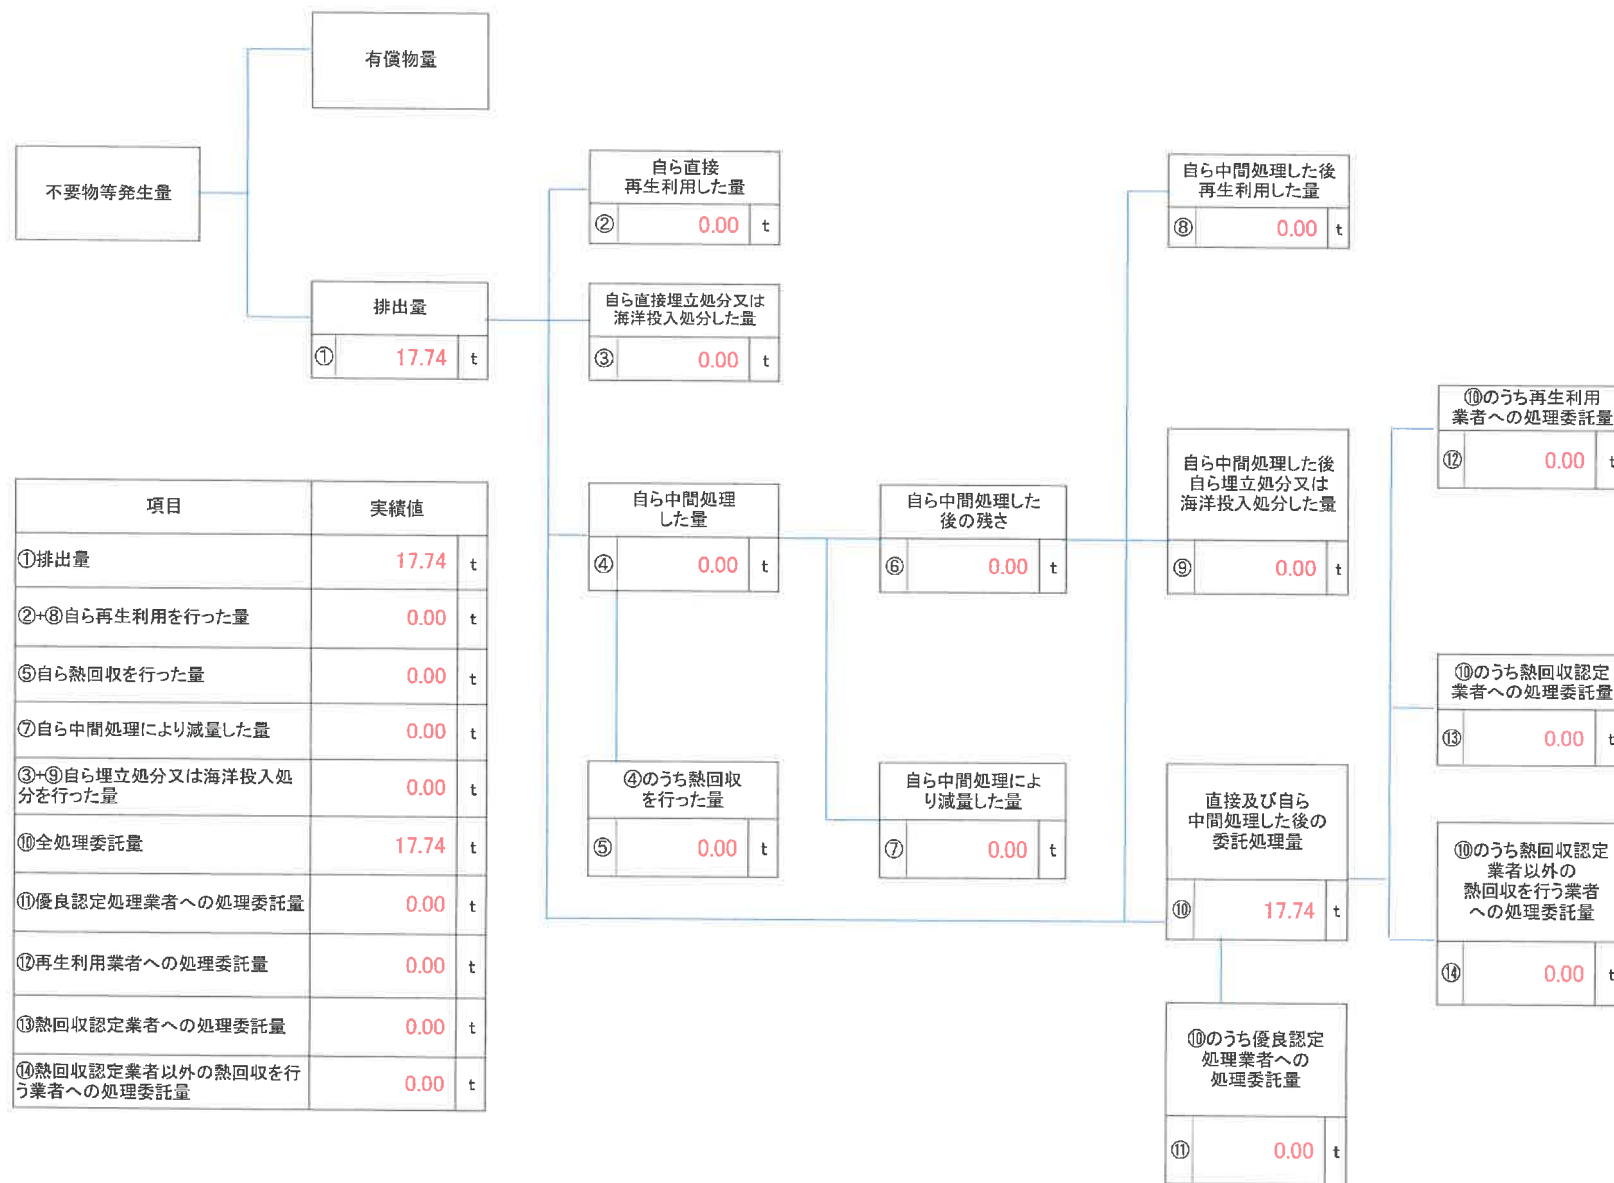 有償物量
不要物等発生量
排出量
① 17.74 t
自ら直接
再生利用した量
② 0.00 t
自ら直接埋立処分又は
海洋投入処分した量
③ 0.00 t
自ら中間処理
した量
④ 0.00 t
④のうち熱回収
を行った量
⑤ 0.00 t
自ら中間処理した
後の残さ
⑥ 0.00 t
自ら中間処理によ
り減量した量
⑦ 0.00 t
自ら中間処理した後
再生利用した量
⑧ 0.00 t
自ら中間処理した後
自ら埋立処分又は
海洋投入処分した量
⑨ 0.00 t
直接及び自ら
中間処理した後の
委託処理量
⑩ 17.74 t
⑩のうち優良認定
処理業者への
処理委託量
⑪ 0.00 t
⑩のうち再生利用
業者への処理委託量
⑫ 0.00 t
⑩のうち熱回収認定
業者への処理委託量
⑬ 0.00 t
⑩のうち熱回収認定
業者以外の
熱回収を行う業者
への処理委託量
⑭ 0.00 t
項目 実績値
①排出量 17.74 t
②+⑧自ら再生利用を行った量 0.00 t
⑤自ら熱回収を行った量 0.00 t
⑦自ら中間処理により減量した量 0.00 t
③+⑨自ら埋立処分又は海洋投入処
分を行った量 0.00 t
⑩全処理委託量 17.74 t
⑪優良認定処理業者への処理委託量 0.00 t
⑫再生利用業者への処理委託量 0.00 t
⑬熱回収認定業者への処理委託量 0.00 t
⑭熱回収認定業者以外の熱回収を行
う業者への処理委託量 0.00 t